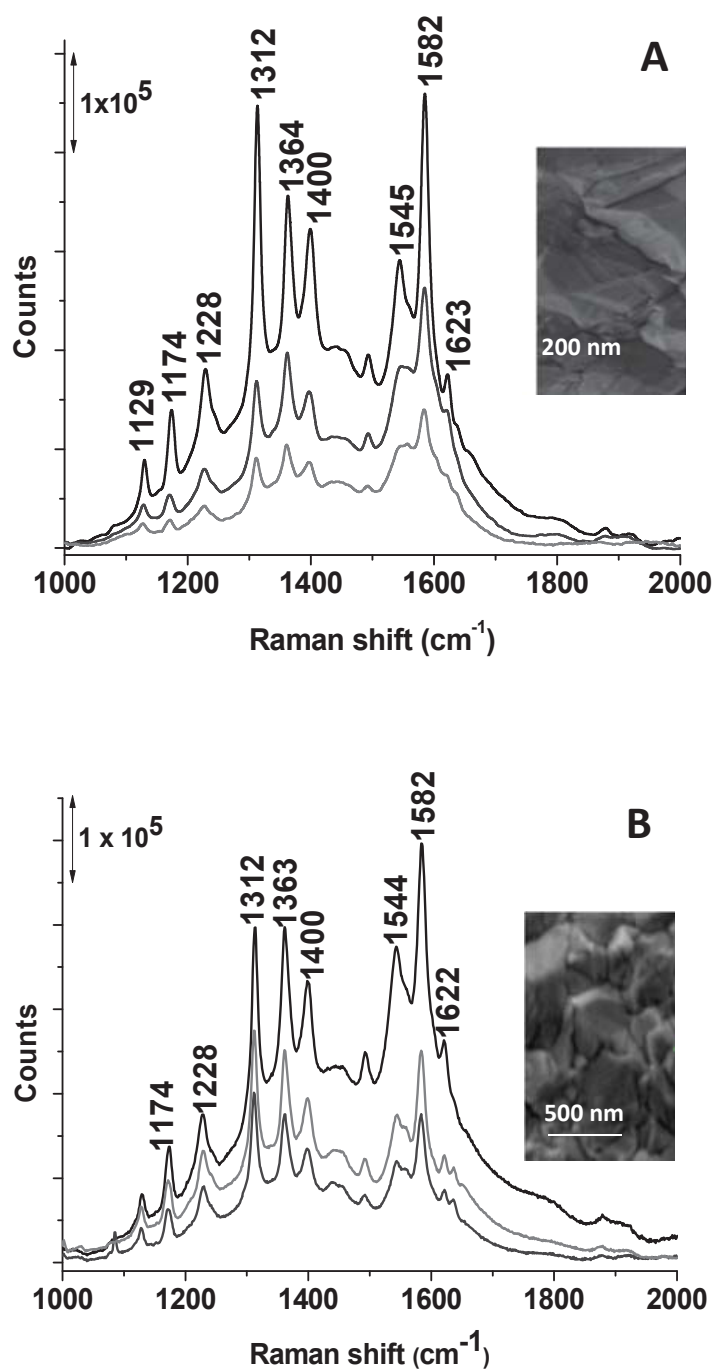 A
1x10⁵
1129
1174
1228
1312
1364
1400
1545
1582
1623
200 nm
Counts
1000 1200 1400 1600 1800 2000
Raman shift (cm⁻¹)
B
1 x 10⁵
1174
1228
1312
1363
1400
1544
1582
1622
500 nm
Counts
1000 1200 1400 1600 1800 2000
Raman shift (cm⁻¹)